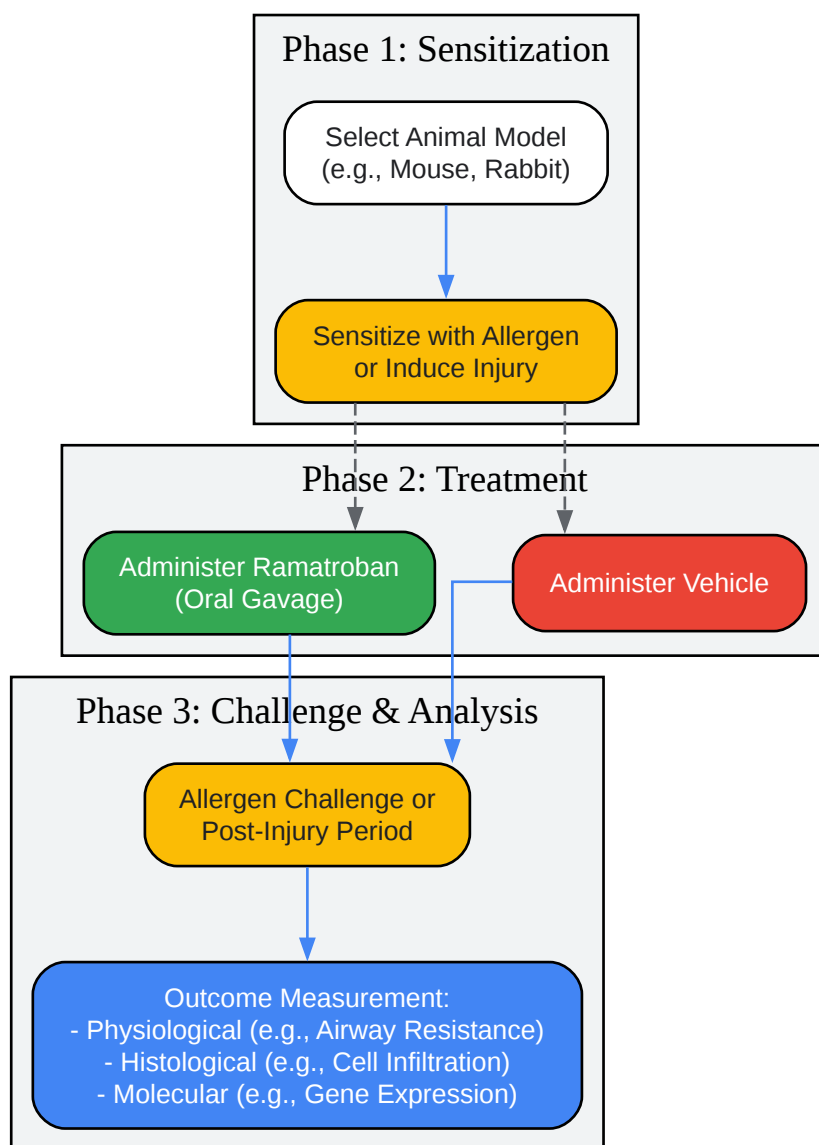 Phase 1: Sensitization
Select Animal Model
(e.g., Mouse, Rabbit)
Sensitize with Allergen
or Induce Injury
Phase 2: Treatment
Administer Ramatroban
(Oral Gavage)
Administer Vehicle
Phase 3: Challenge & Analysis
Allergen Challenge or
Post-Injury Period
Outcome Measurement:
- Physiological (e.g., Airway Resistance)
- Histological (e.g., Cell Infiltration)
- Molecular (e.g., Gene Expression)